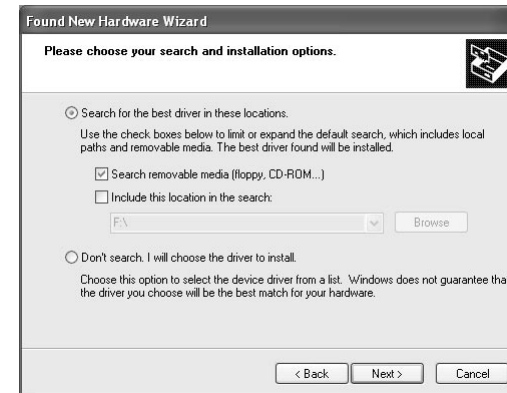 Found New Hardware Wizard
Please choose your search and installation options.
Search for the best driver in these locations.
Use the check boxes below to limit or expand the default search, which includes local
paths and removable media. The best driver found will be installed.
Search removable media (floppy, CD-ROM...)
Include this location in the search:
F:\
Browse
Don't search. I will choose the driver to install.
Choose this option to select the device driver from a list. Windows does not guarantee tha
the driver you choose will be the best match for your hardware.
< Back Next > Cancel